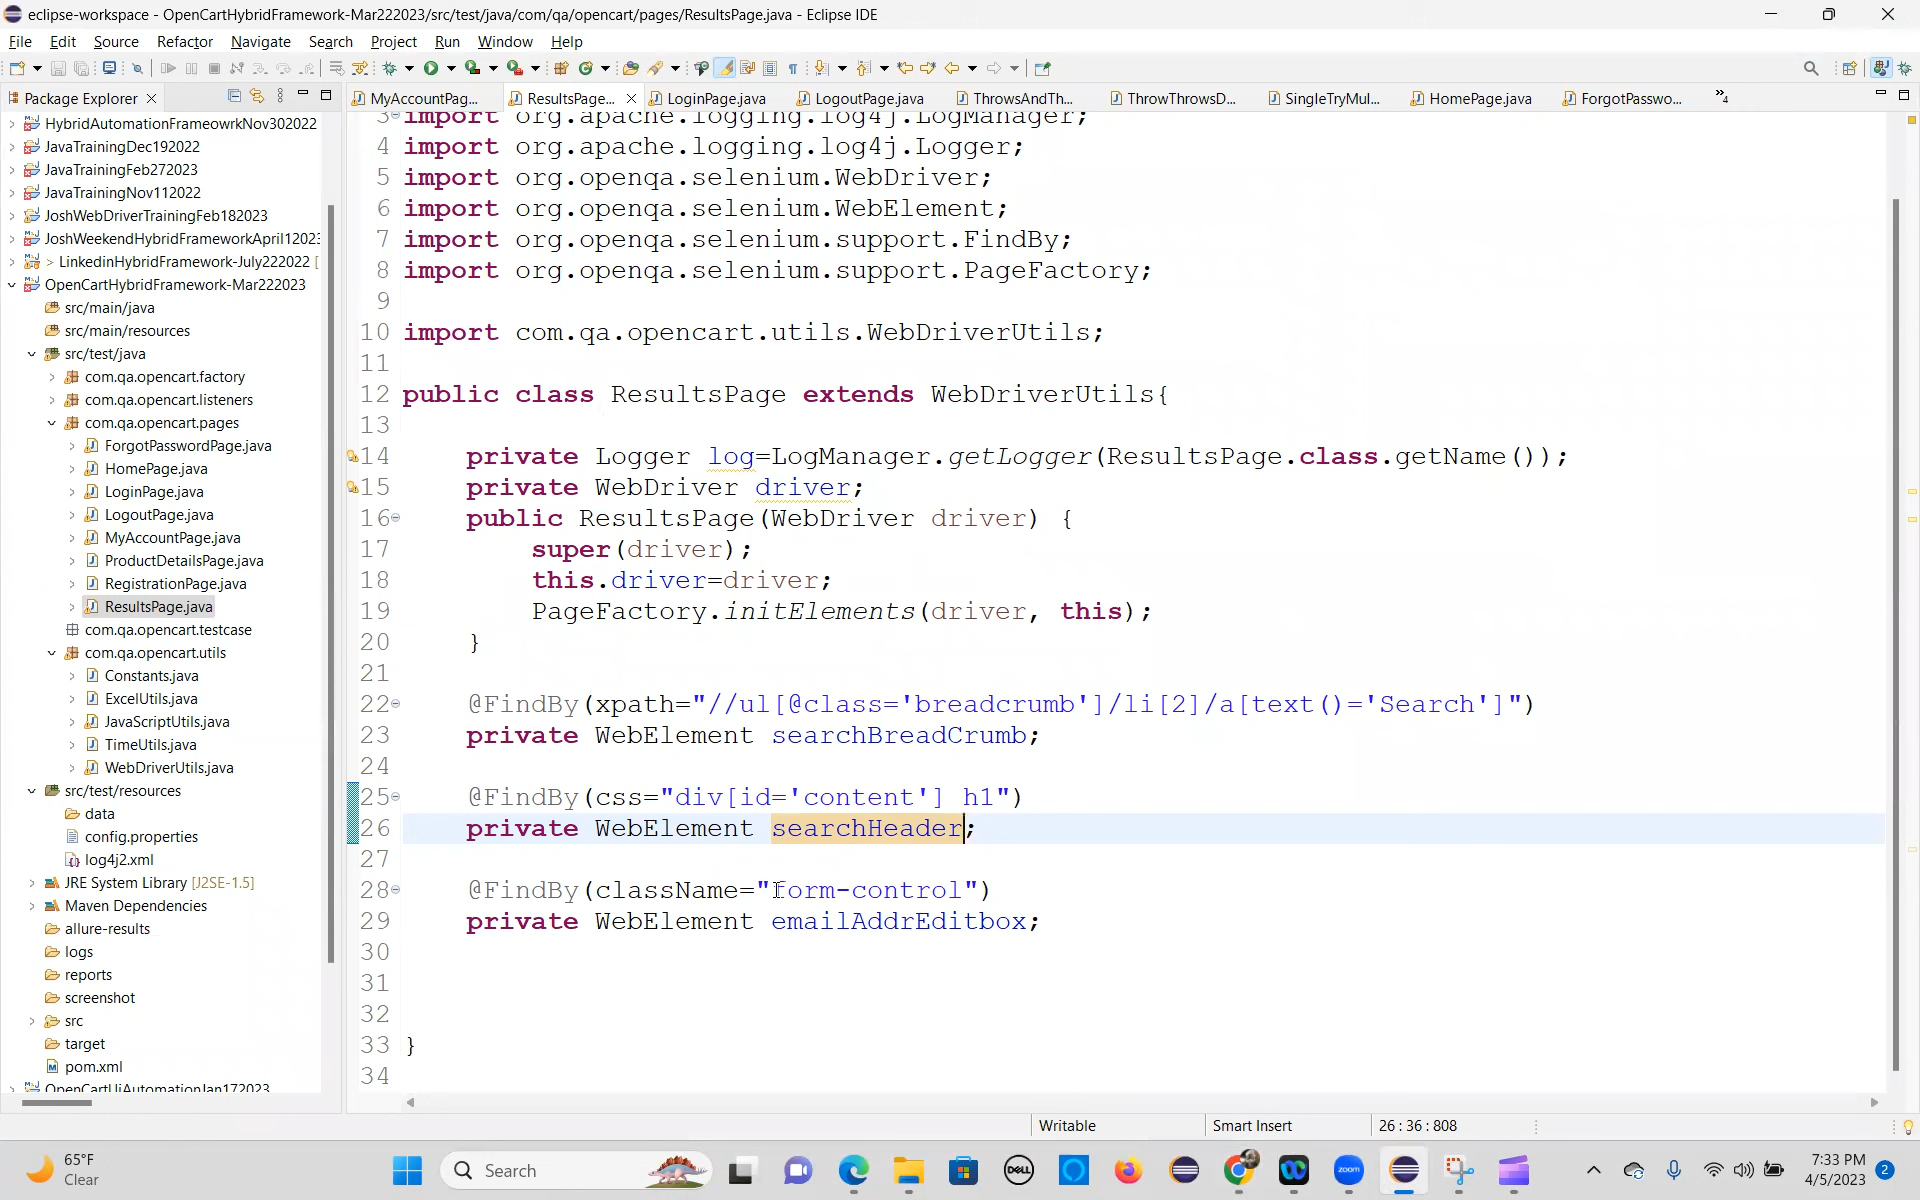 eclipse-workspace - OpenCartHybridFramework-Mar222023/src/test/java/com/qa/opencart/pages/ResultsPage.java - Eclipse IDE
File Edit Source Refactor Navigate Search Project Run Window Help
Package Explorer
MyAccountPag... ResultsPage... LoginPage.java LogoutPage.java ThrowsAndTh... ThrowThrowsD... SingleTryMul... HomePage.java ForgotPasswo... »4
HybridAutomationFrameowrkNov302022
JavaTrainingDec192022
JavaTrainingFeb272023
JavaTrainingNov112022
JoshWebDriverTrainingFeb182023
JoshWeekendHybridFrameworkApril12023
> LinkedinHybridFramework-July222022 [
OpenCartHybridFramework-Mar222023
src/main/java
src/main/resources
src/test/java
com.qa.opencart.factory
com.qa.opencart.listeners
com.qa.opencart.pages
ForgotPasswordPage.java
HomePage.java
LoginPage.java
LogoutPage.java
MyAccountPage.java
ProductDetailsPage.java
RegistrationPage.java
ResultsPage.java
com.qa.opencart.testcase
com.qa.opencart.utils
Constants.java
ExcelUtils.java
JavaScriptUtils.java
TimeUtils.java
WebDriverUtils.java
src/test/resources
data
config.properties
log4j2.xml
JRE System Library [J2SE-1.5]
Maven Dependencies
allure-results
logs
reports
screenshot
src
target
pom.xml
OpenCartUiAutomationJan172023
3 import org.apache.logging.log4j.LogManager;
4 import org.apache.logging.log4j.Logger;
5 import org.openqa.selenium.WebDriver;
6 import org.openqa.selenium.WebElement;
7 import org.openqa.selenium.support.FindBy;
8 import org.openqa.selenium.support.PageFactory;
9
10 import com.qa.opencart.utils.WebDriverUtils;
11
12 public class ResultsPage extends WebDriverUtils{
13
14 private Logger log=LogManager.getLogger(ResultsPage.class.getName());
15 private WebDriver driver;
16 public ResultsPage(WebDriver driver) {
17 super(driver);
18 this.driver=driver;
19 PageFactory.initElements(driver, this);
20 }
21
22 @FindBy(xpath="//ul[@class='breadcrumb']/li[2]/a[text()='Search']")
23 private WebElement searchBreadCrumb;
24
25 @FindBy(css="div[id='content'] h1")
26 private WebElement searchHeader;
27
28 @FindBy(className="form-control")
29 private WebElement emailAddrEditbox;
30
31
32
33 }
34
Writable Smart Insert 26 : 36 : 808
65°F
Clear
Search
DELL
zoom
7:33 PM
4/5/2023
2